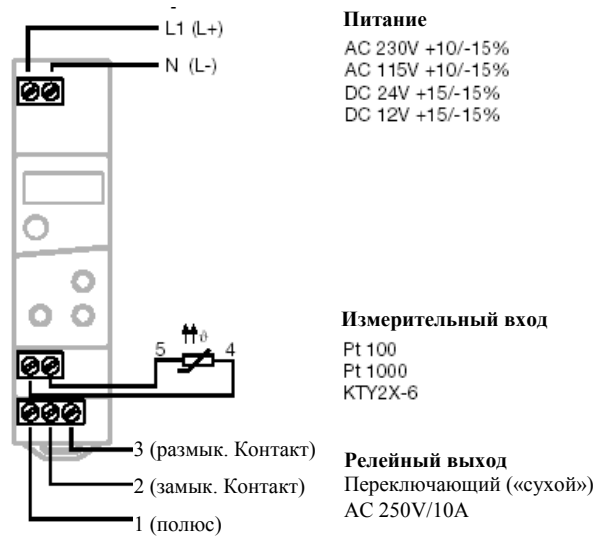 L1 (L+)
N (L-)
Питание
AC 230V +10/-15%
AC 115V +10/-15%
DC 24V +15/-15%
DC 12V +15/-15%
5
ϑ
4
Измерительный вход
Pt 100
Pt 1000
KTY2X-6
3 (размык. Контакт)
2 (замык. Контакт)
1 (полюс)
Релейный выход
Переключающий («сухой»)
AC 250V/10A